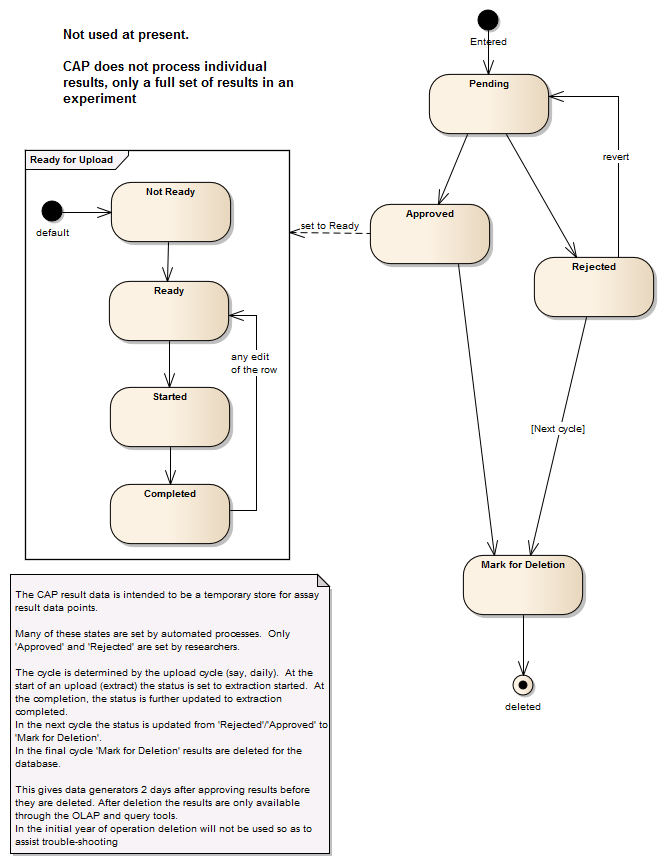 Not used at present.
CAP does not process individual
results, only a full set of results in an
experiment
Entered
Pending
revert
Approved
Rejected
set to Ready
[Next cycle]
Mark for Deletion
deleted
Ready for Upload
default
Not Ready
Ready
any edit
of the row
Started
Completed
The CAP result data is intended to be a temporary store for assay
result data points.
Many of these states are set by automated processes.  Only
'Approved' and 'Rejected' are set by researchers.
The cycle is determined by the upload cycle (say, daily).  At the
start of an upload (extract) the status is set to extraction started.  At
the completion, the status is further updated to extraction
completed.
In the next cycle the status is updated from 'Rejected'/'Approved' to
'Mark for Deletion'.
In the final cycle 'Mark for Deletion' results are deleted for the
database.
This gives data generators 2 days after approving results before
they are deleted. After deletion the results are only available
through the OLAP and query tools.
In the initial year of operation deletion will not be used so as to
assist trouble-shooting